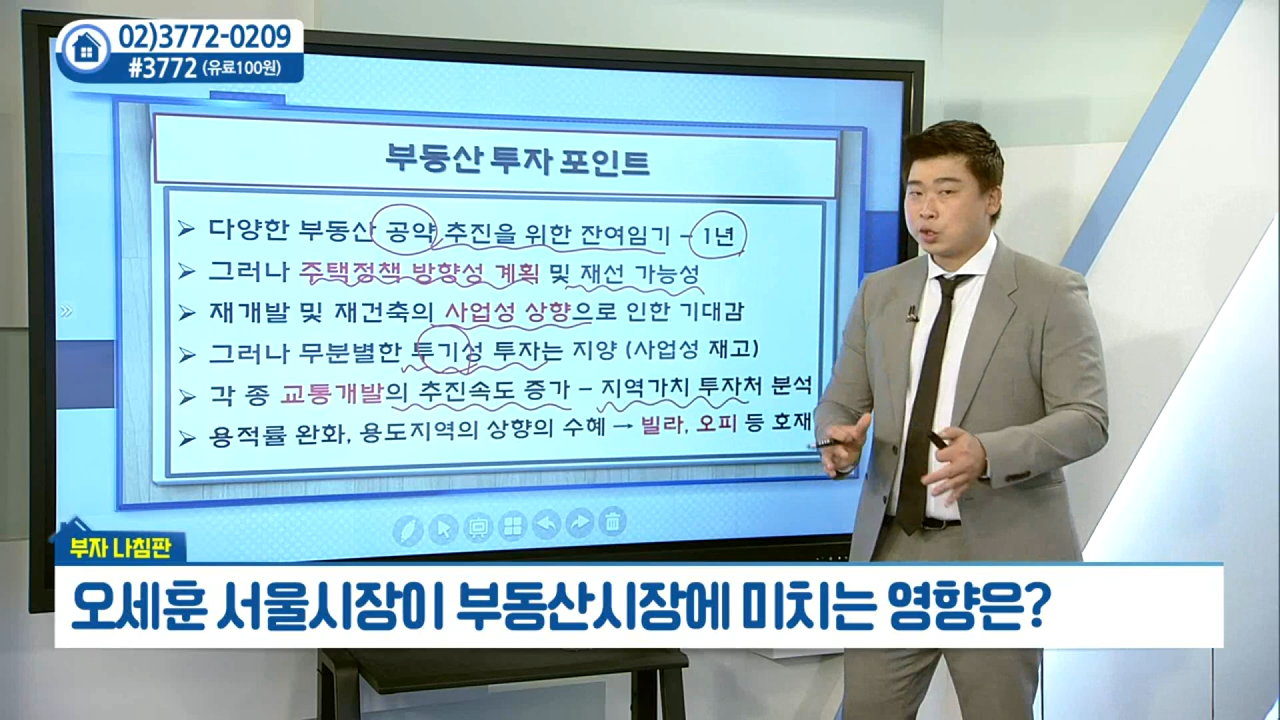 02)3772-0209
#3772 (유료100원)
부동산 투자 포인트
➢ 다양한 부동산 공약 추진을 위한 잔여임기 - 1년
➢ 그러나 주택정책 방향성 계획 및 재선 가능성
➢ 재개발 및 재건축의 사업성 상향으로 인한 기대감
➢ 그러나 무분별한 투기성 투자는 지양 (사업성 재고)
➢ 각 종 교통개발의 추진속도 증가 – 지역가치 투자처 분석
➢ 용적률 완화, 용도지역의 상향의 수혜 → 빌라, 오피 등 호재
부자 나침판
오세훈 서울시장이 부동산시장에 미치는 영향은?